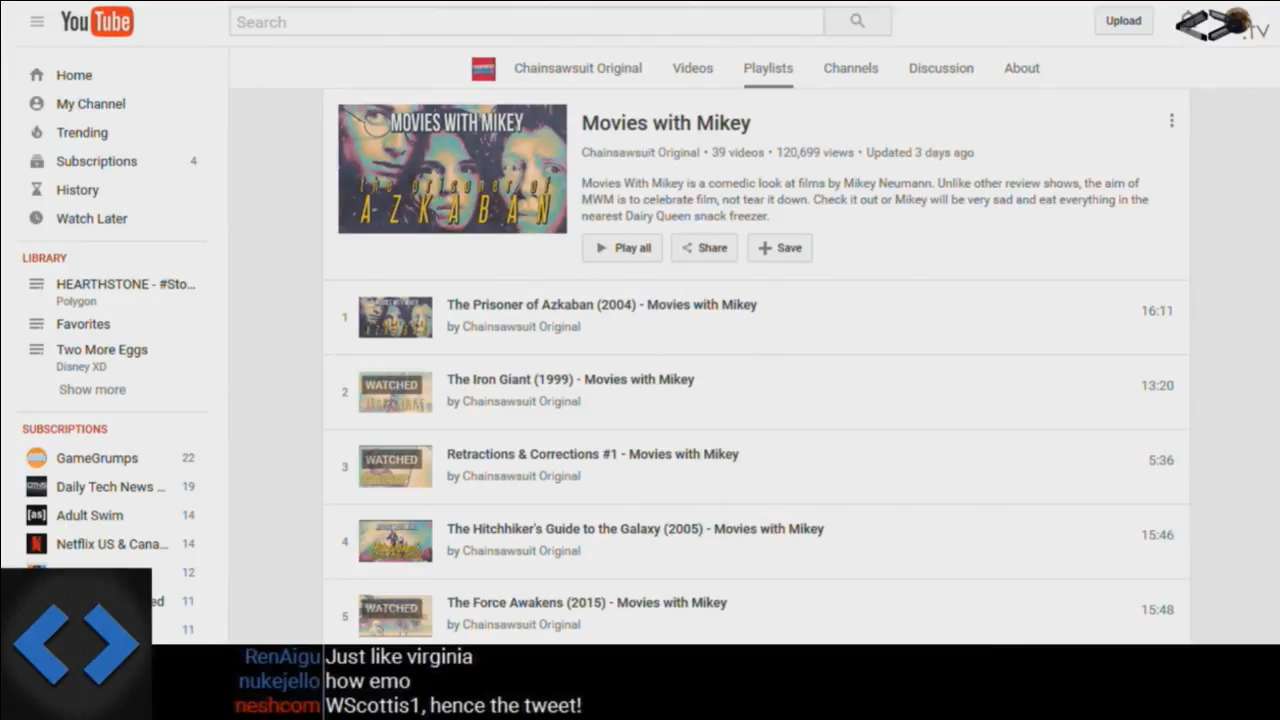 YouTube
Search
Upload
.TV
Home
My Channel
Trending
Subscriptions 4
History
Watch Later
LIBRARY
HEARTHSTONE - #Sto...
Polygon
Favorites
Two More Eggs
Disney XD
Show more
SUBSCRIPTIONS
GameGrumps 22
Daily Tech News ... 19
[as] Adult Swim 14
Netflix US & Cana... 14
12
ed 11
11
Chainsawsuit Original Videos Playlists Channels Discussion About
MOVIES WITH MIKEY
the prisoner of
AZKABAN
Movies with Mikey
Chainsawsuit Original • 39 videos • 120,699 views • Updated 3 days ago
Movies With Mikey is a comedic look at films by Mikey Neumann. Unlike other review shows, the aim of
MWM is to celebrate film, not tear it down. Check it out or Mikey will be very sad and eat everything in the
nearest Dairy Queen snack freezer.
Play all Share Save
1 The Prisoner of Azkaban (2004) - Movies with Mikey 16:11
by Chainsawsuit Original
2 WATCHED The Iron Giant (1999) - Movies with Mikey 13:20
by Chainsawsuit Original
3 WATCHED Retractions & Corrections #1 - Movies with Mikey 5:36
by Chainsawsuit Original
4 The Hitchhiker's Guide to the Galaxy (2005) - Movies with Mikey 15:46
by Chainsawsuit Original
5 WATCHED The Force Awakens (2015) - Movies with Mikey 15:48
by Chainsawsuit Original
RenAigu Just like virginia
nukejello how emo
neshcom WScottis1, hence the tweet!